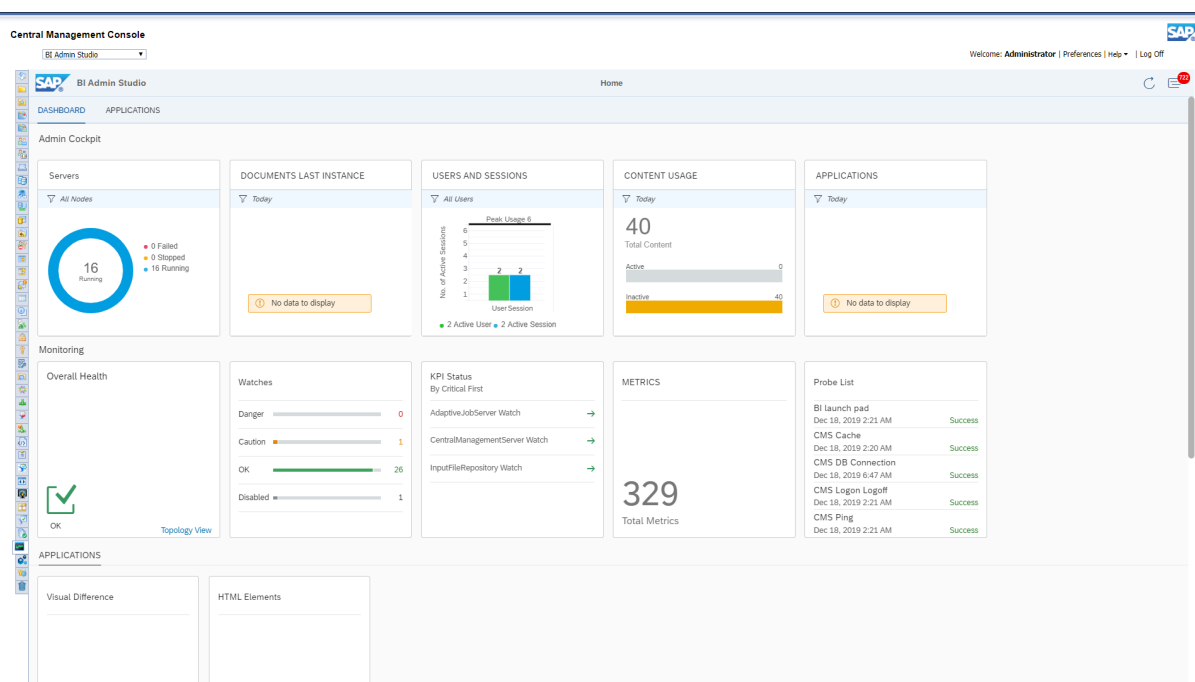 Central Management Console
SAP
BI Admin Studio
Welcome: Administrator | Preferences | Help | Log Off
SAP BI Admin Studio Home 722
DASHBOARD APPLICATIONS
Admin Cockpit
Servers
All Nodes
16
Running
0 Failed
0 Stopped
16 Running
DOCUMENTS LAST INSTANCE
Today
No data to display
USERS AND SESSIONS
All Users
Peak Usage 6
No. of Active Sessions
6
5
4
3
2
1
2 2
User Session
2 Active User 2 Active Session
CONTENT USAGE
Today
40
Total Content
Active 0
Inactive 40
APPLICATIONS
Today
No data to display
Monitoring
Overall Health
OK
Topology View
Watches
Danger 0
Caution 1
OK 26
Disabled 1
KPI Status
By Critical First
AdaptiveJobServer Watch
CentralManagementServer Watch
InputFileRepository Watch
METRICS
329
Total Metrics
Probe List
BI launch pad
Dec 18, 2019 2:21 AM Success
CMS Cache
Dec 18, 2019 2:20 AM Success
CMS DB Connection
Dec 18, 2019 6:47 AM Success
CMS Logon Logoff
Dec 18, 2019 2:21 AM Success
CMS Ping
Dec 18, 2019 2:21 AM Success
APPLICATIONS
Visual Difference
HTML Elements